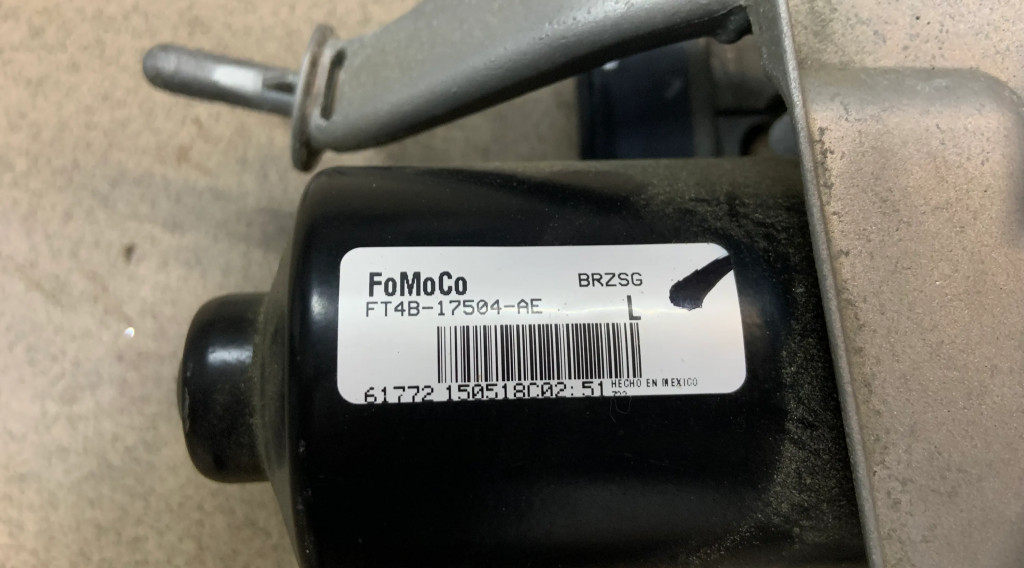 FoMoCo
BRZSG
FT4B-17504-AE
L
61772 150518C02:51
HECHO EN MEXICO